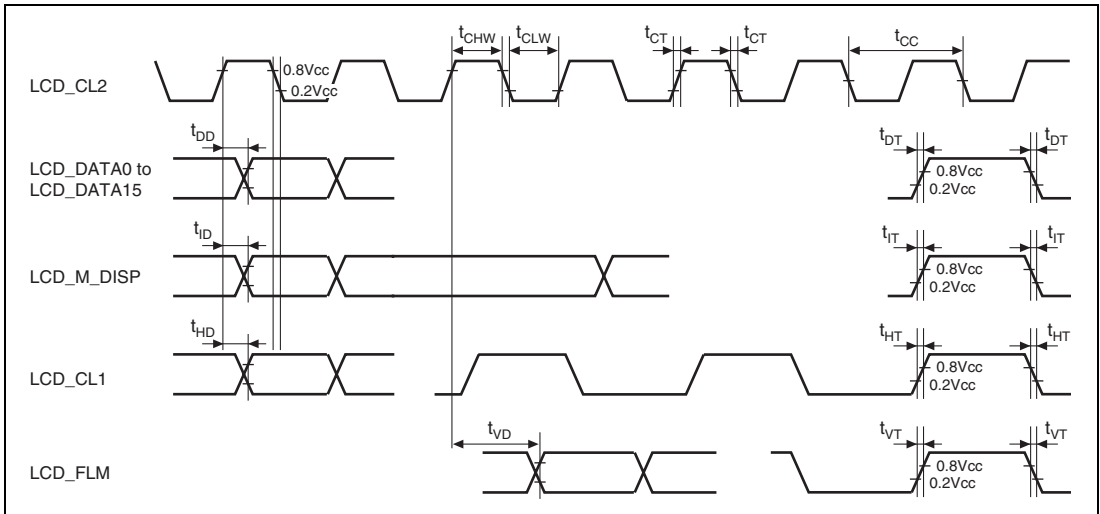 tCHW tCLW tCT tCT tCC
LCD_CL2
0.8Vcc
0.2Vcc
tDD
tDT tDT
LCD_DATA0 to
LCD_DATA15
0.8Vcc
0.2Vcc
tID
tIT tIT
LCD_M_DISP
0.8Vcc
0.2Vcc
tHD
tHT tHT
LCD_CL1
0.8Vcc
0.2Vcc
tVD
tVT tVT
LCD_FLM
0.8Vcc
0.2Vcc